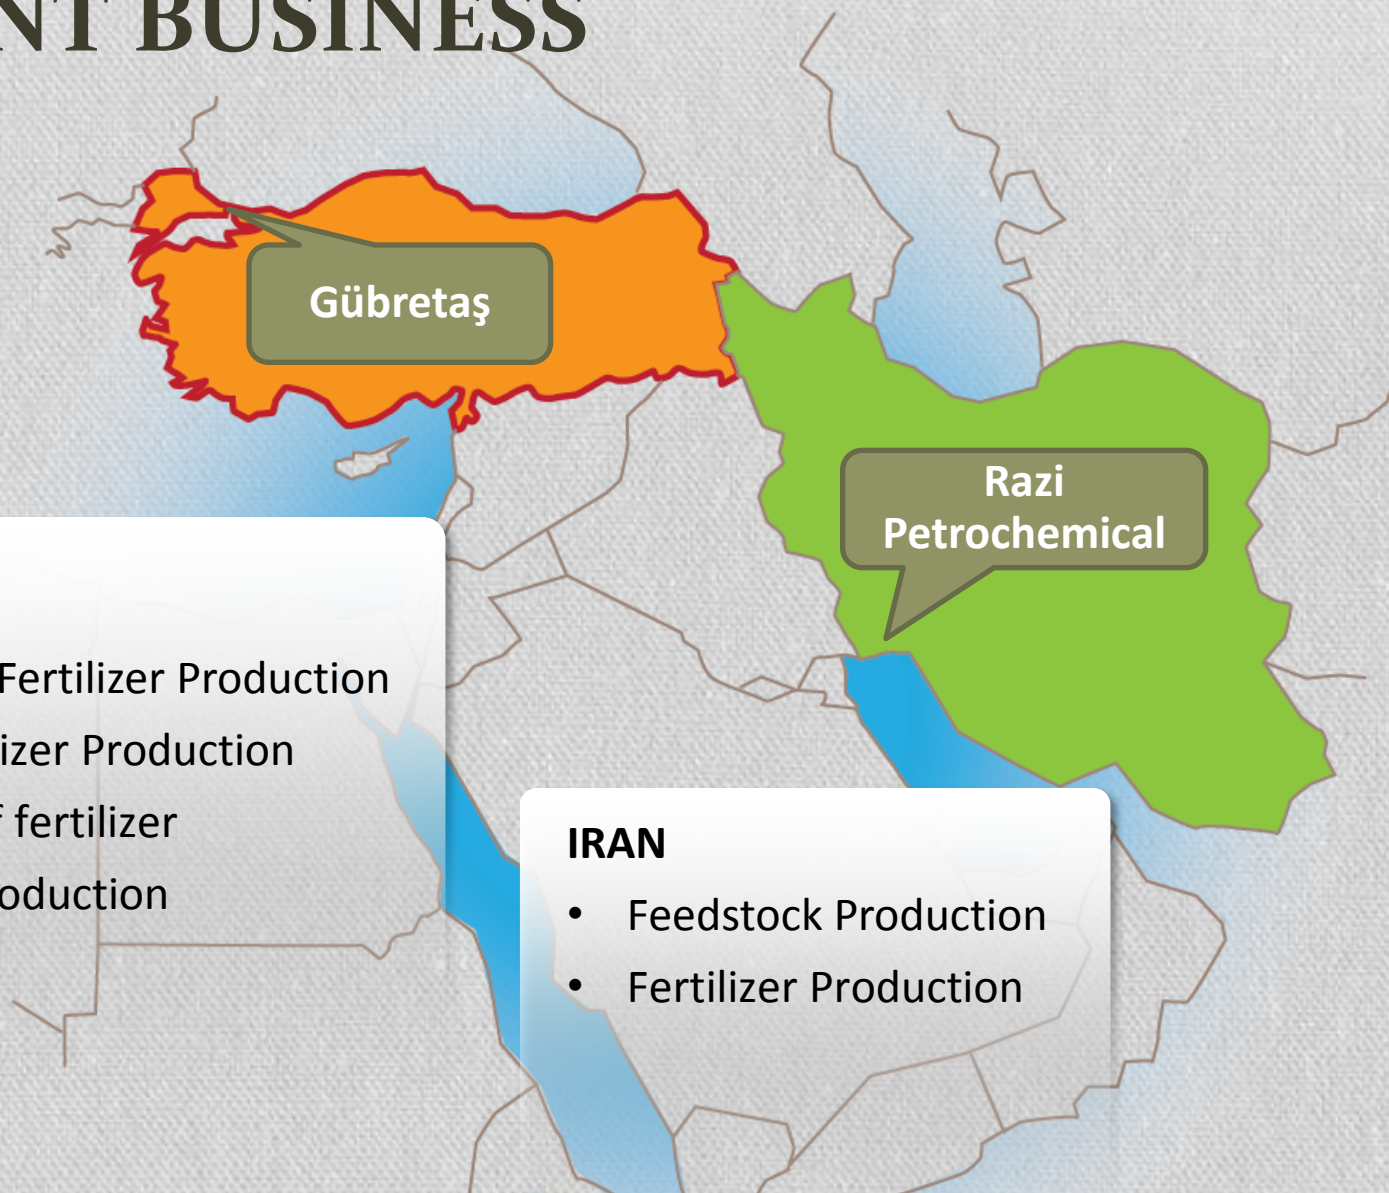 NT BUSINESS
Gübretaş
Razi
Petrochemical
Fertilizer Production
izer Production
fertilizer
oduction
IRAN
• Feedstock Production
• Fertilizer Production